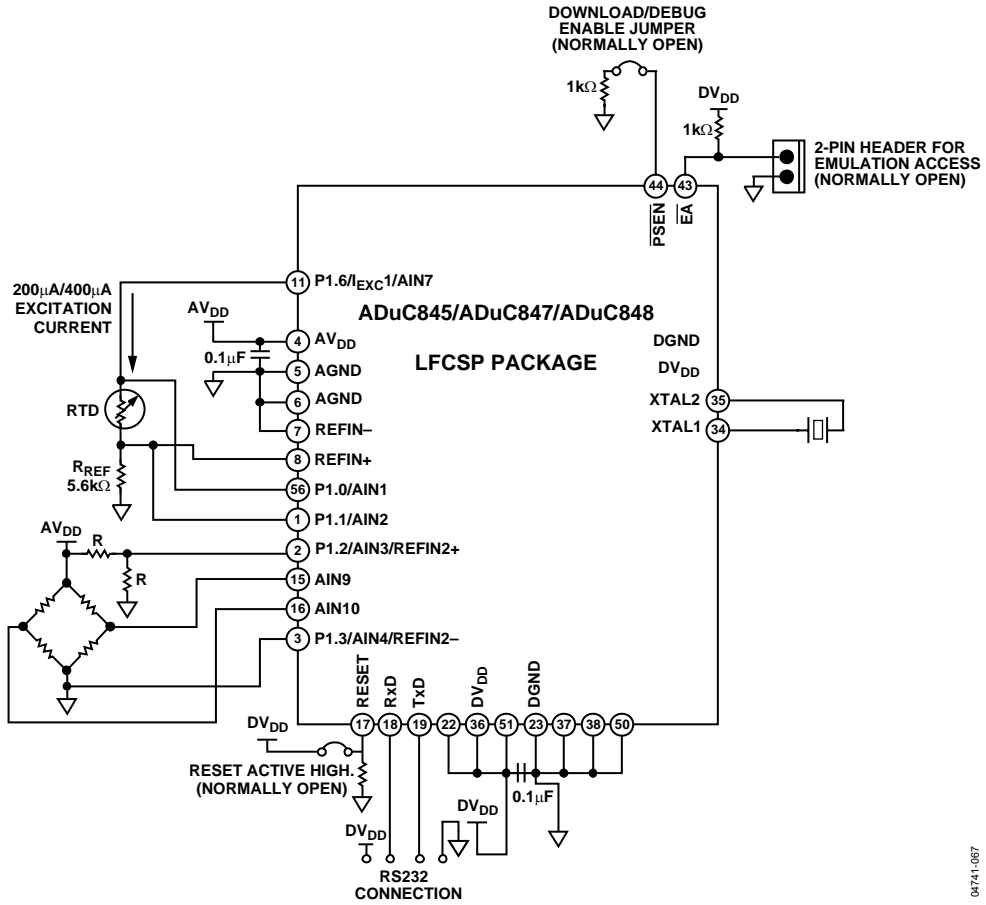 DOWNLOAD/DEBUG
ENABLE JUMPER
(NORMALLY OPEN)
1kΩ
DVDD
1kΩ
2-PIN HEADER FOR
EMULATION ACCESS
(NORMALLY OPEN)
44
43
PSEN
EA
11
P1.6/IEXC1/AIN7
200μA/400μA
EXCITATION
CURRENT
ADuC845/ADuC847/ADuC848
LFCSP PACKAGE
AVDD
4
AVDD
0.1μF
5
AGND
6
AGND
7
REFIN–
8
REFIN+
56
P1.0/AIN1
1
P1.1/AIN2
RTD
RREF
5.6kΩ
DGND
DVDD
XTAL2
35
XTAL1
34
AVDD
R
R
2
P1.2/AIN3/REFIN2+
15
AIN9
16
AIN10
3
P1.3/AIN4/REFIN2–
RESET
RxD
TxD
DVDD
DGND
17
18
19
22
36
51
23
37
38
50
DVDD
RESET ACTIVE HIGH.
(NORMALLY OPEN)
0.1μF
DVDD
DVDD
RS232
CONNECTION
04741-067